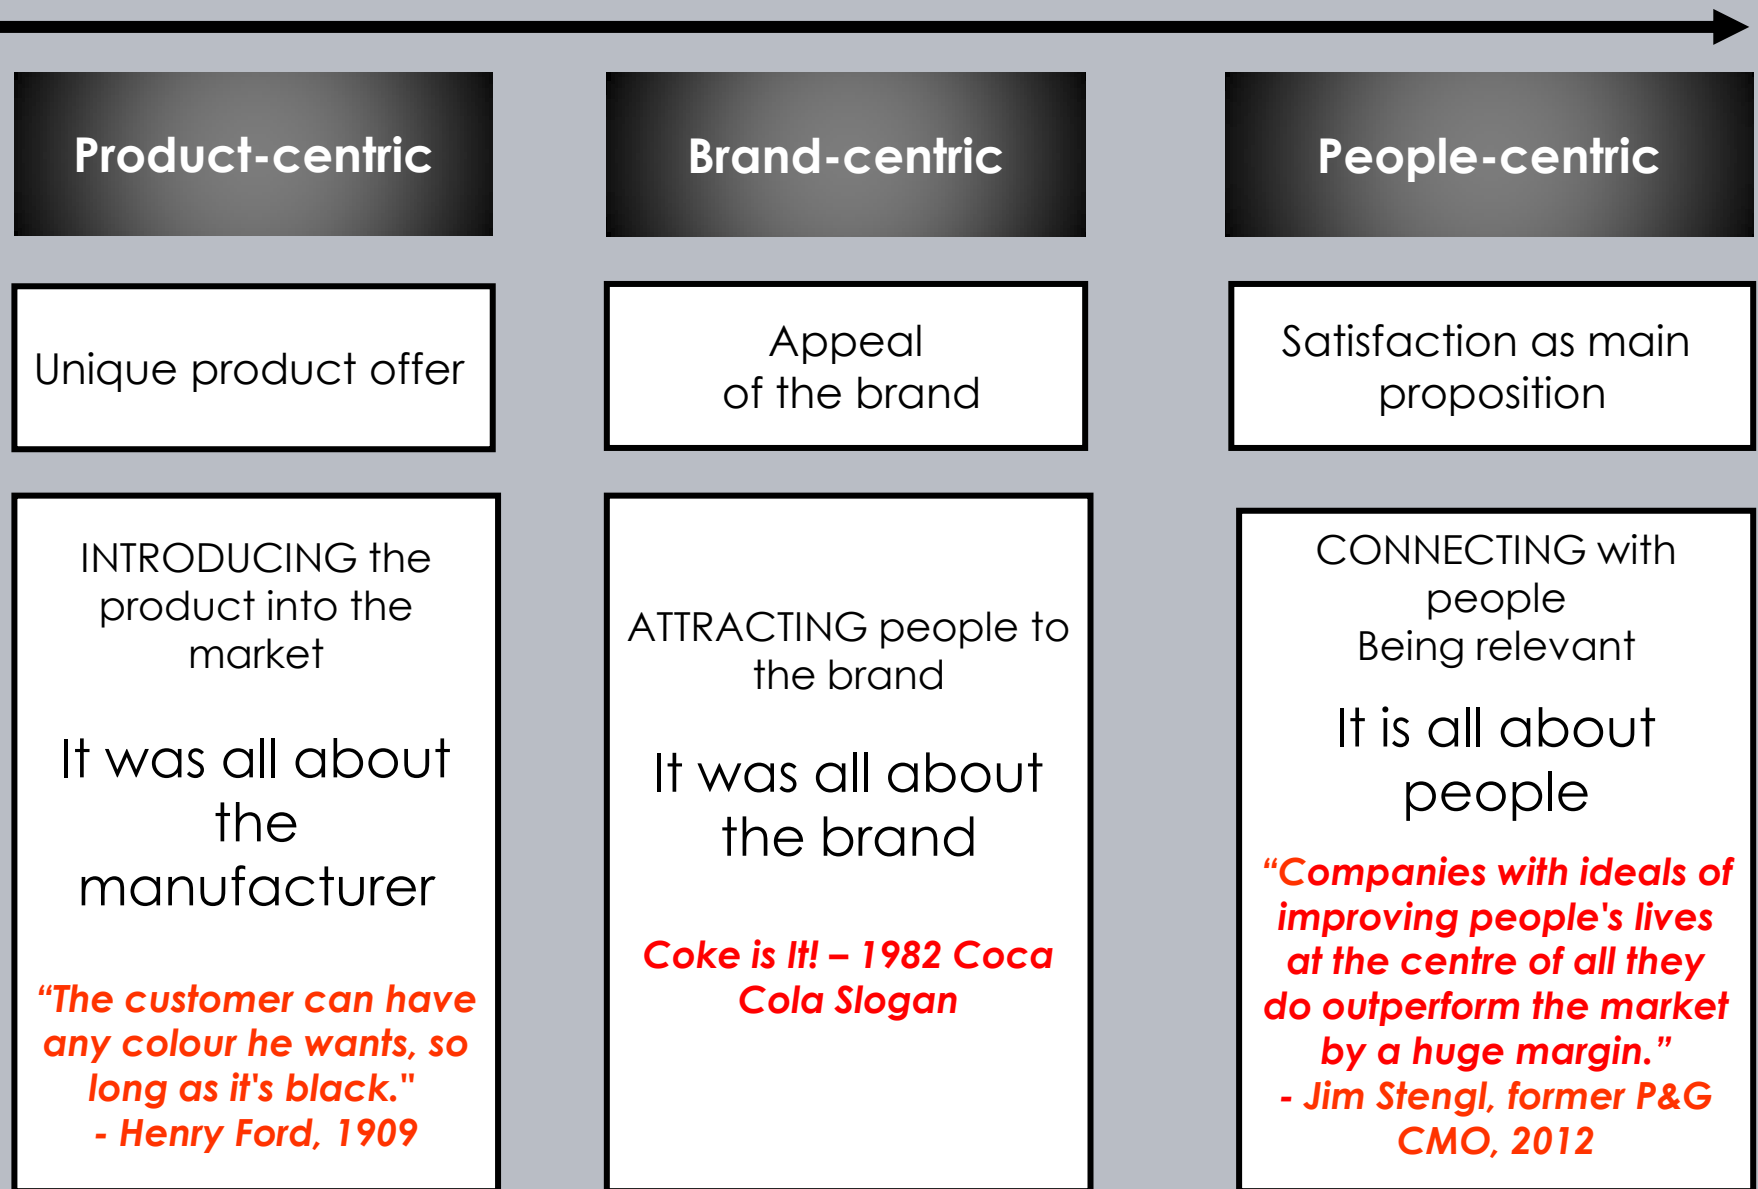 Product-centric
Brand-centric
People-centric
Unique product offer
Appeal
of the brand
Satisfaction as main
proposition
INTRODUCING the
product into the
market
It was all about
the
manufacturer
“The customer can have
any colour he wants, so
long as it's black."
- Henry Ford, 1909
ATTRACTING people to
the brand
It was all about
the brand
Coke is It! – 1982 Coca
Cola Slogan
CONNECTING with
people
Being relevant
It is all about
people
“Companies with ideals of
improving people's lives
at the centre of all they
do outperform the market
by a huge margin.”
- Jim Stengl, former P&G
CMO, 2012